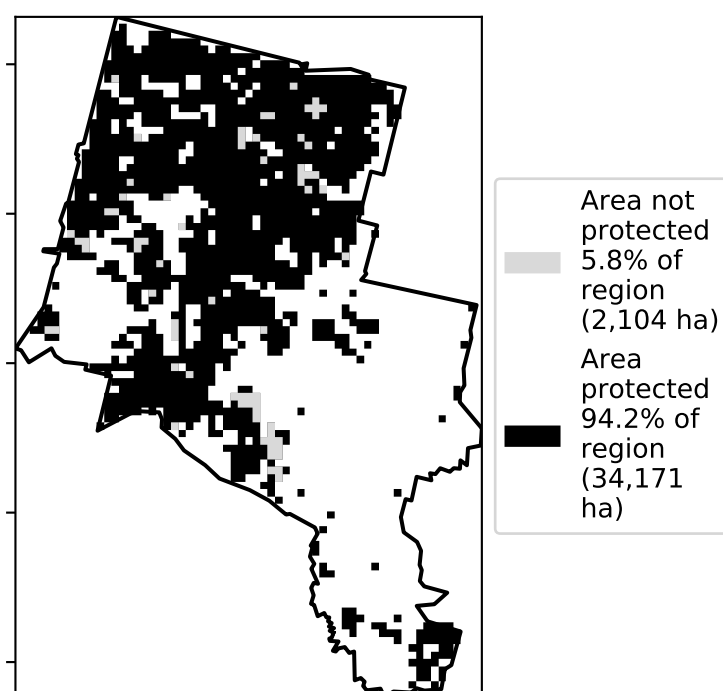 Area not
protected
5.8% of
region
(2,104 ha)
Area
protected
94.2% of
region
(34,171
ha)